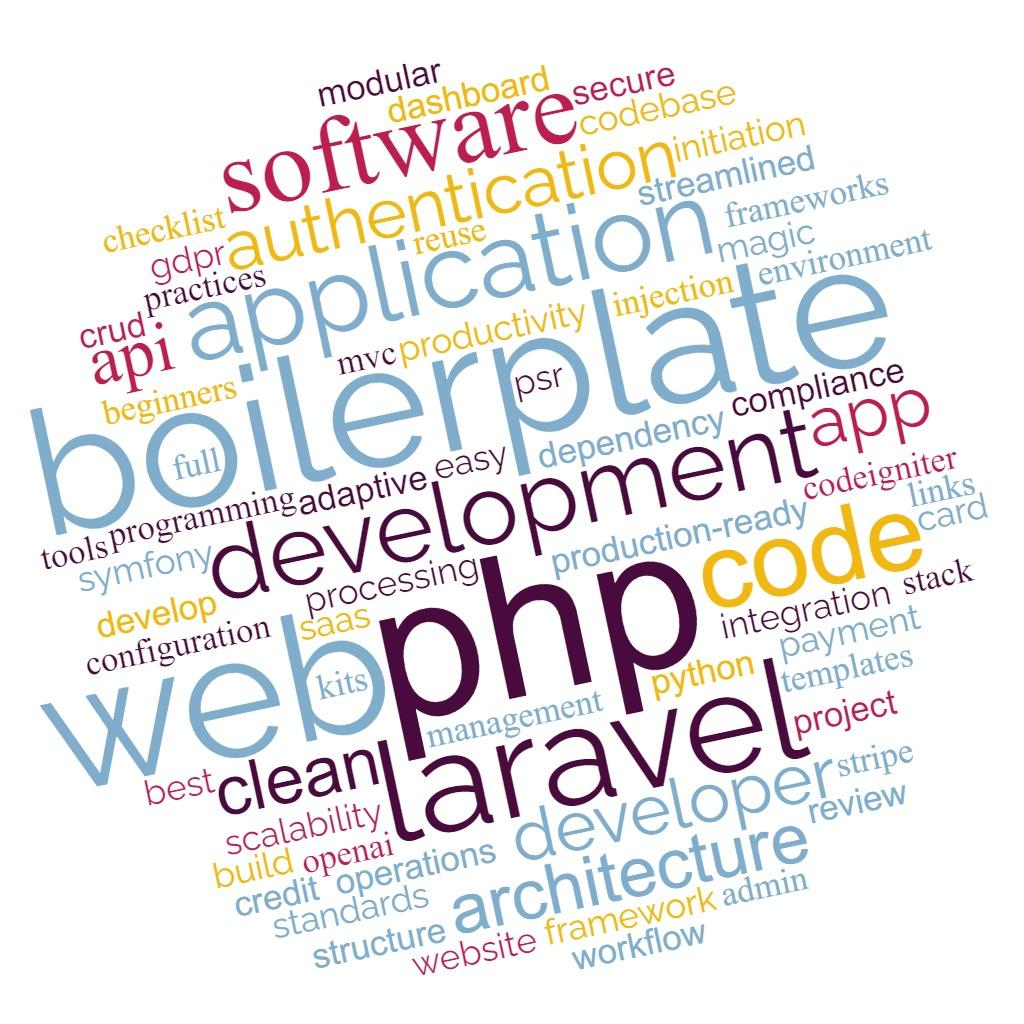 modular
dashboard
secure
software
codebase
authentication
initiation
streamlined
checklist
reuse
frameworks
gdpr
application
magic
practices
environment
crud
api
mvc
productivity
injection
boilerplate
beginners
psr
compliance
full
dependency
app
easy
adaptive
development
codeigniter
programming
tools
links
symfony
production-ready
code
card
processing
php
stack
develop
saas
integration
configuration
web
payment
kits
python
templates
management
laravel
project
best
clean
stripe
scalability
developer
review
build
openai
operations
credit
architecture
admin
standards
framework
structure
website
workflow